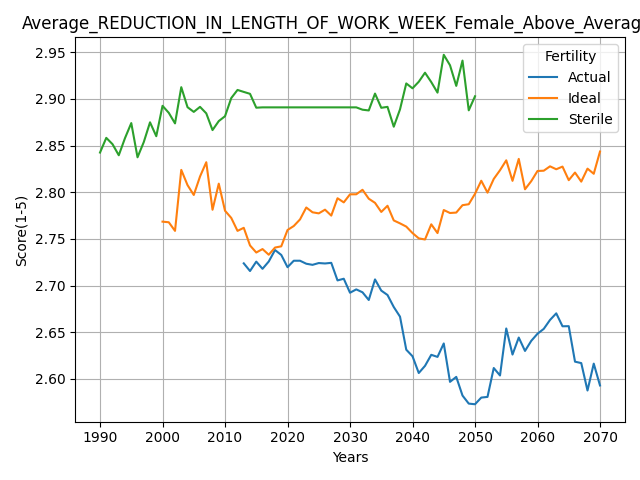 Average_REDUCTION_IN_LENGTH_OF_WORK_WEEK_Female_Above_Averag
Fertility
Actual
Ideal
Sterile
Score(1-5)
2.95
2.90
2.85
2.80
2.75
2.70
2.65
2.60
1990 2000 2010 2020 2030 2040 2050 2060 2070
Years